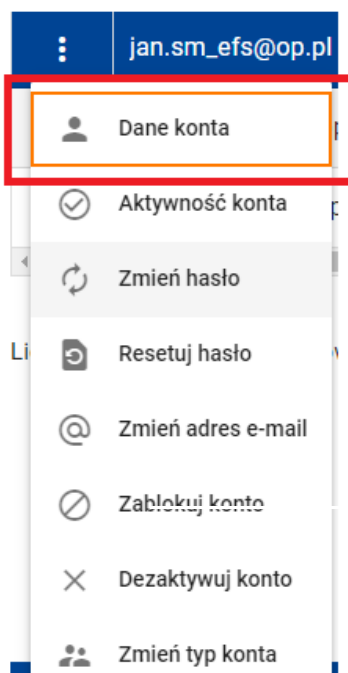 jan.sm_efs@op.pl
Dane konta
Aktywność konta
Zmień hasło
Li
Resetuj hasło
Zmień adres e-mail
Zablokuj konto
Dezaktywuj konto
Zmień typ konta